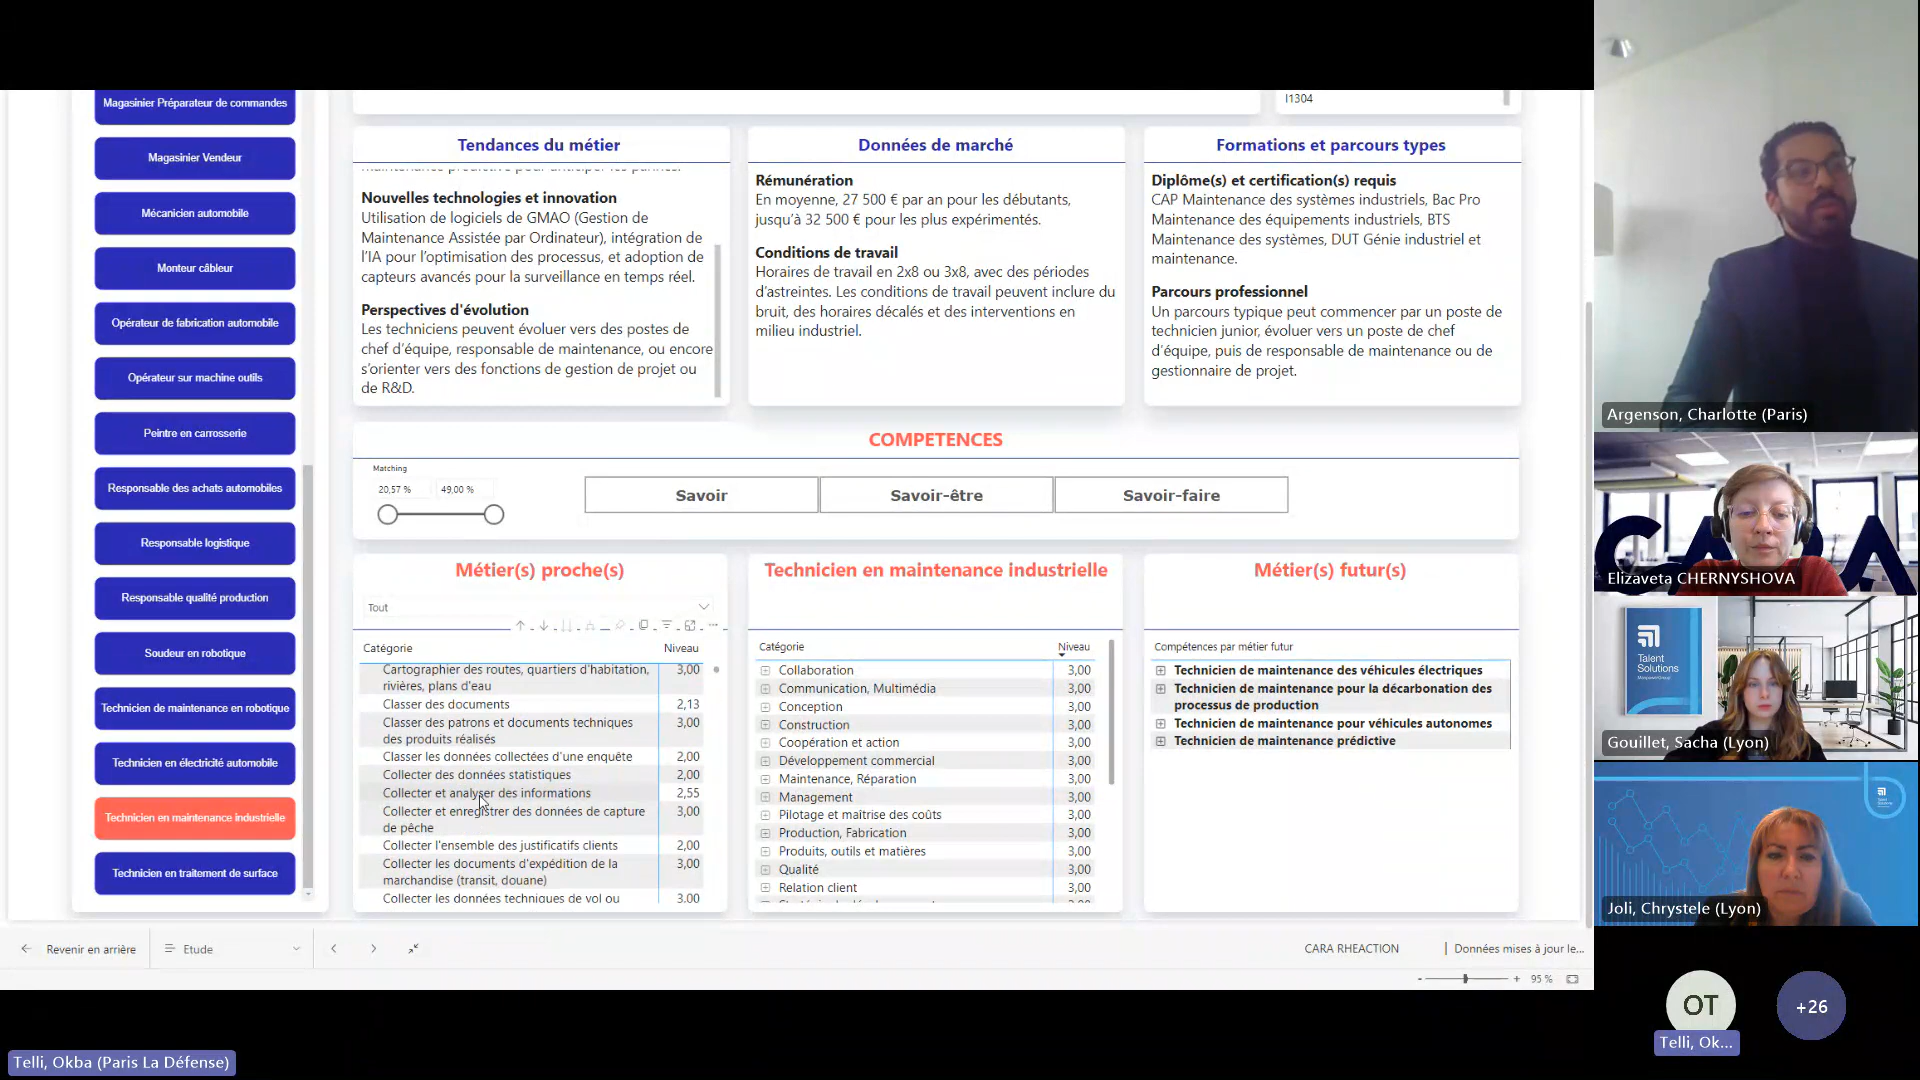 Magasinier Préparateur de commandes
Magasinier Vendeur
Mécanicien automobile
Monteur câbleur
Opérateur de fabrication automobile
Opérateur sur machine outils
Peintre en carrosserie
Responsable des achats automobiles
Responsable logistique
Responsable qualité production
Soudeur en robotique
Technicien de maintenance en robotique
Technicien en électricité automobile
Technicien en maintenance industrielle
Technicien en traitement de surface
I1304
Tendances du métier
maintenance prédictive pour anticiper les pannes.
Nouvelles technologies et innovation
Utilisation de logiciels de GMAO (Gestion de
Maintenance Assistée par Ordinateur), intégration de
l'IA pour l'optimisation des processus, et adoption de
capteurs avancés pour la surveillance en temps réel.
Perspectives d'évolution
Les techniciens peuvent évoluer vers des postes de
chef d'équipe, responsable de maintenance, ou encore
s'orienter vers des fonctions de gestion de projet ou
de R&D.
Données de marché
Rémunération
En moyenne, 27 500 € par an pour les débutants,
jusqu'à 32 500 € pour les plus expérimentés.
Conditions de travail
Horaires de travail en 2x8 ou 3x8, avec des périodes
d'astreintes. Les conditions de travail peuvent inclure du
bruit, des horaires décalés et des interventions en
milieu industriel.
Formations et parcours types
Diplôme(s) et certification(s) requis
CAP Maintenance des systèmes industriels, Bac Pro
Maintenance des équipements industriels, BTS
Maintenance des systèmes, DUT Génie industriel et
maintenance.
Parcours professionnel
Un parcours typique peut commencer par un poste de
technicien junior, évoluer vers un poste de chef
d'équipe, puis de responsable de maintenance ou de
gestionnaire de projet.
COMPETENCES
Matching
20,57 % 49,00 %
Savoir Savoir-être Savoir-faire
Métier(s) proche(s)
Tout
Catégorie Niveau
Cartographier des routes, quartiers d'habitation, 3,00
rivières, plans d'eau
Classer des documents 2,13
Classer des patrons et documents techniques 3,00
des produits réalisés
Classer les données collectées d'une enquête 2,00
Collecter des données statistiques 2,00
Collecter et analyser des informations 2,55
Collecter et enregistrer des données de capture 3,00
de pêche
Collecter l'ensemble des justificatifs clients 2,00
Collecter les documents d'expédition de la 3,00
marchandise (transit, douane)
Collecter les données techniques de vol ou 3,00
Technicien en maintenance industrielle
Catégorie Niveau
Collaboration 3,00
Communication, Multimédia 3,00
Conception 3,00
Construction 3,00
Coopération et action 3,00
Développement commercial 3,00
Maintenance, Réparation 3,00
Management 3,00
Pilotage et maîtrise des coûts 3,00
Production, Fabrication 3,00
Produits, outils et matières 3,00
Qualité 3,00
Relation client 3,00
Métier(s) futur(s)
Compétences par métier futur
Technicien de maintenance des véhicules électriques
Technicien de maintenance pour la décarbonation des
processus de production
Technicien de maintenance pour véhicules autonomes
Technicien de maintenance prédictive
Revenir en arrière
Etude
CARA RHEACTION | Données mises à jour le...
- + 95 %
Telli, Okba (Paris La Défense)
Argenson, Charlotte (Paris)
CARA
Elizaveta CHERNYSHOVA
Talent
Solutions
ManpowerGroup
Gouillet, Sacha (Lyon)
Joli, Chrystele (Lyon)
OT
Telli, Ok...
+26